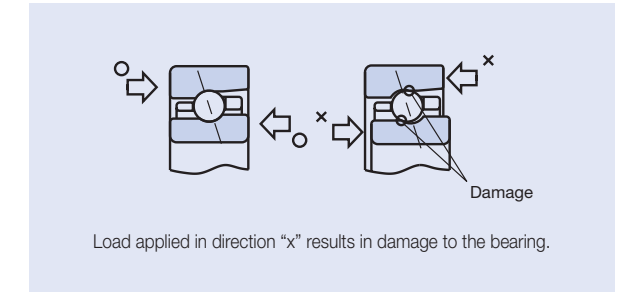 ×
×
Damage
Load applied in direction “x” results in damage to the bearing.